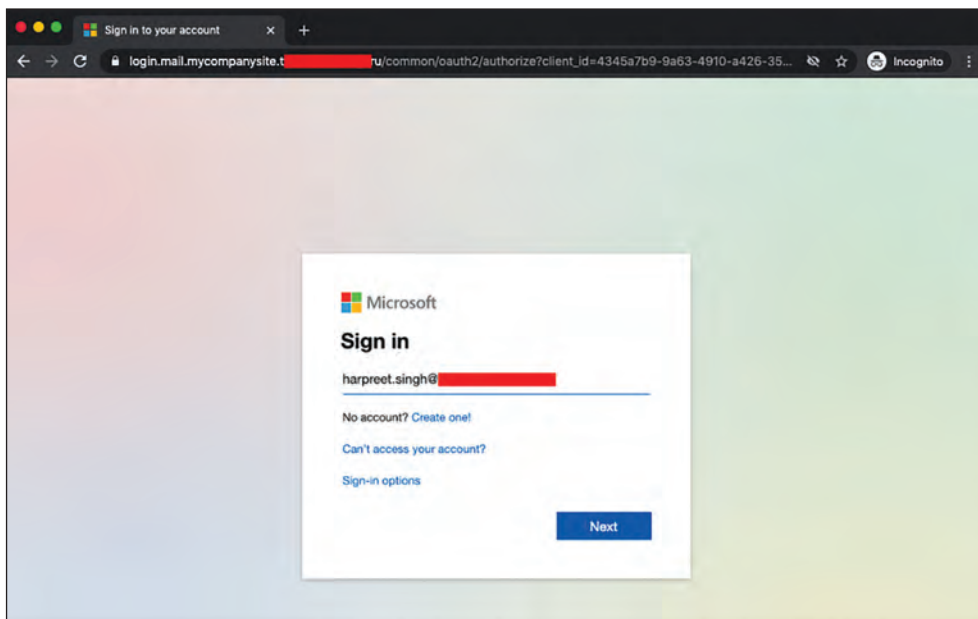 Sign in to your account
login.mail.mycompanysite.t ru/common/oauth2/authorize?client_id=4345a7b9-9a63-4910-a426-35... Incognito
Microsoft
Sign in
harpreet.singh@
No account? Create one!
Can't access your account?
Sign-in options
Next